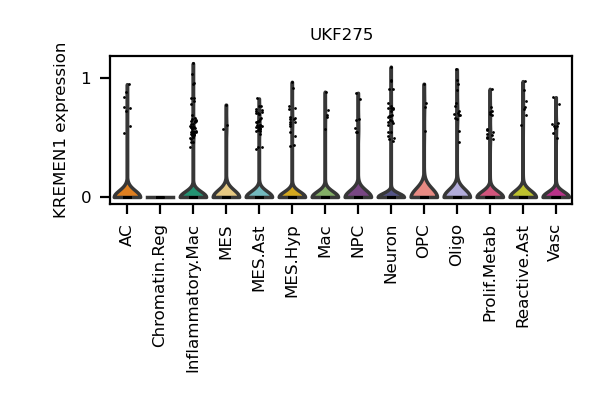 UKF275
KREMEN1 expression
1
0
AC
Chromatin.Reg
Inflammatory.Mac
MES
MES.Ast
MES.Hyp
Mac
NPC
Neuron
OPC
Oligo
Prolif.Metab
Reactive.Ast
Vasc